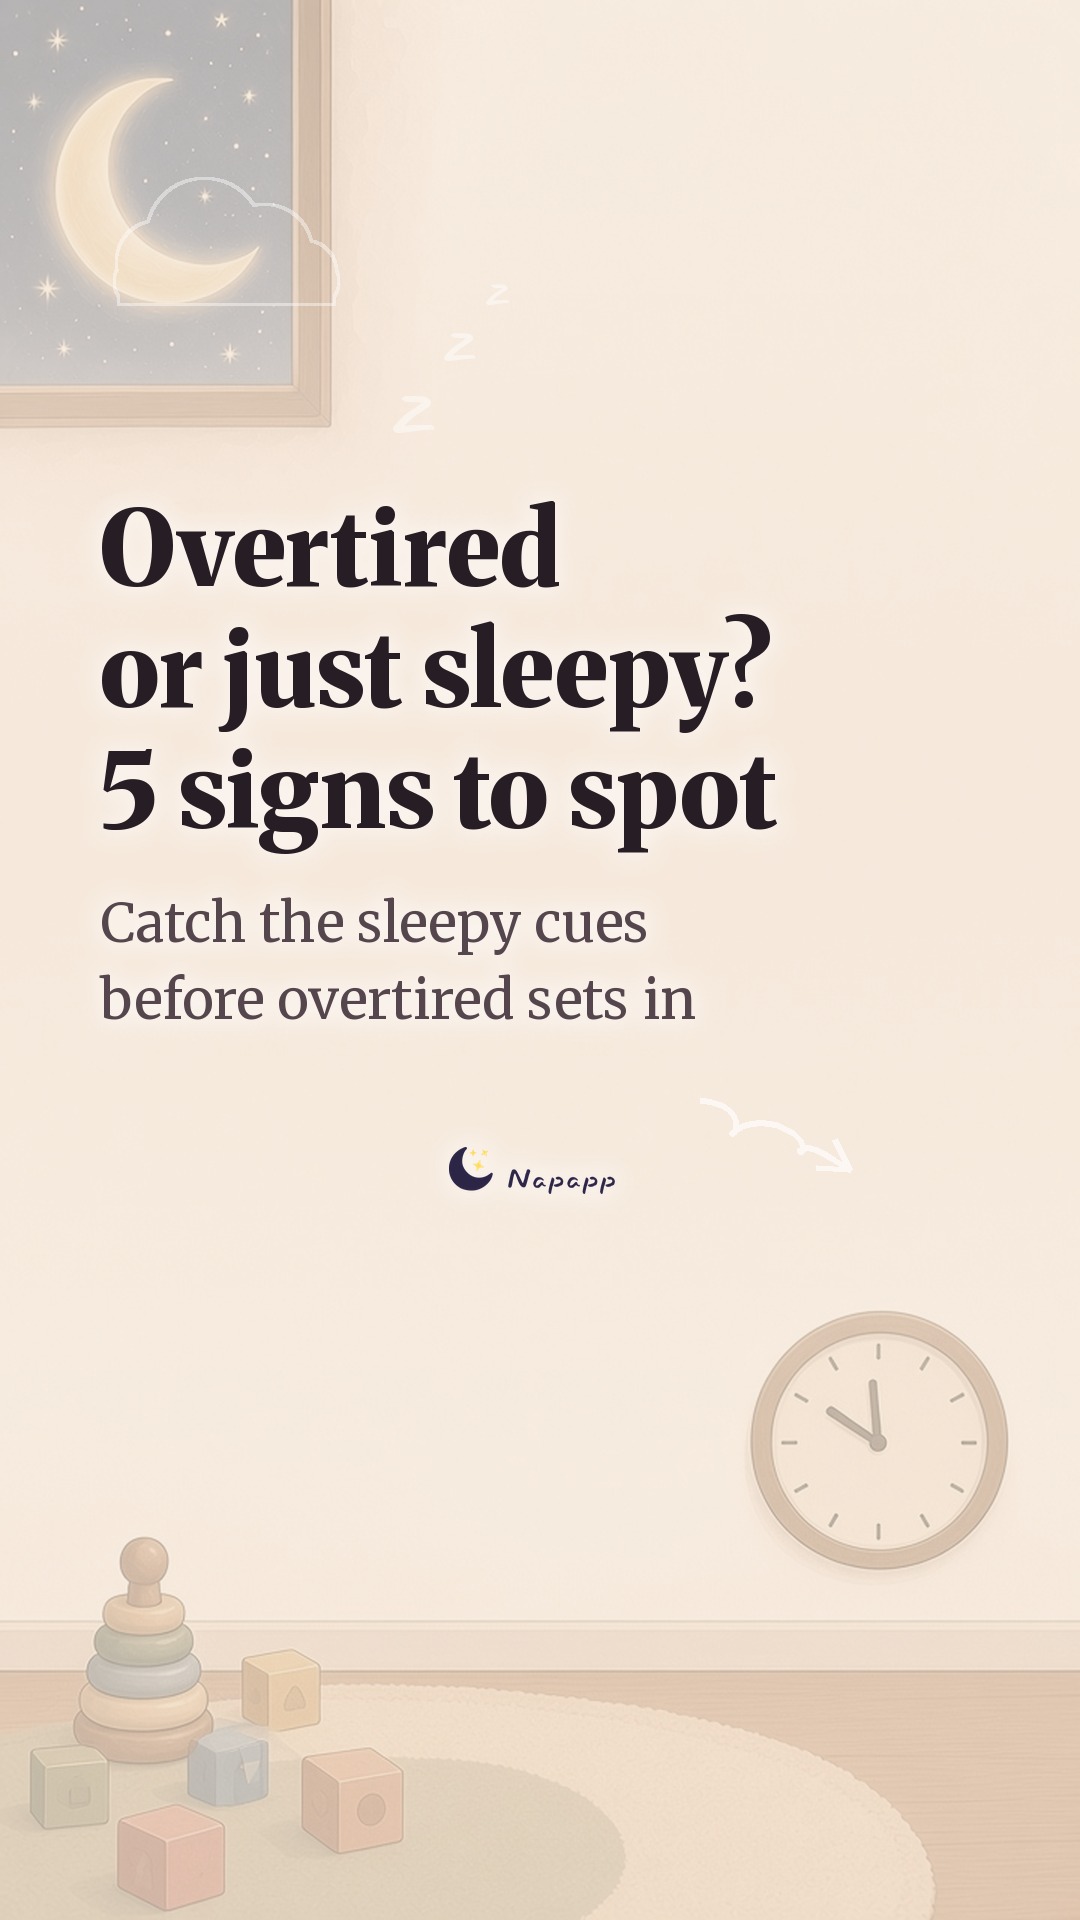 z
z
z
Overtired
or just sleepy?
5 signs to spot
Catch the sleepy cues
before overtired sets in
Napapp